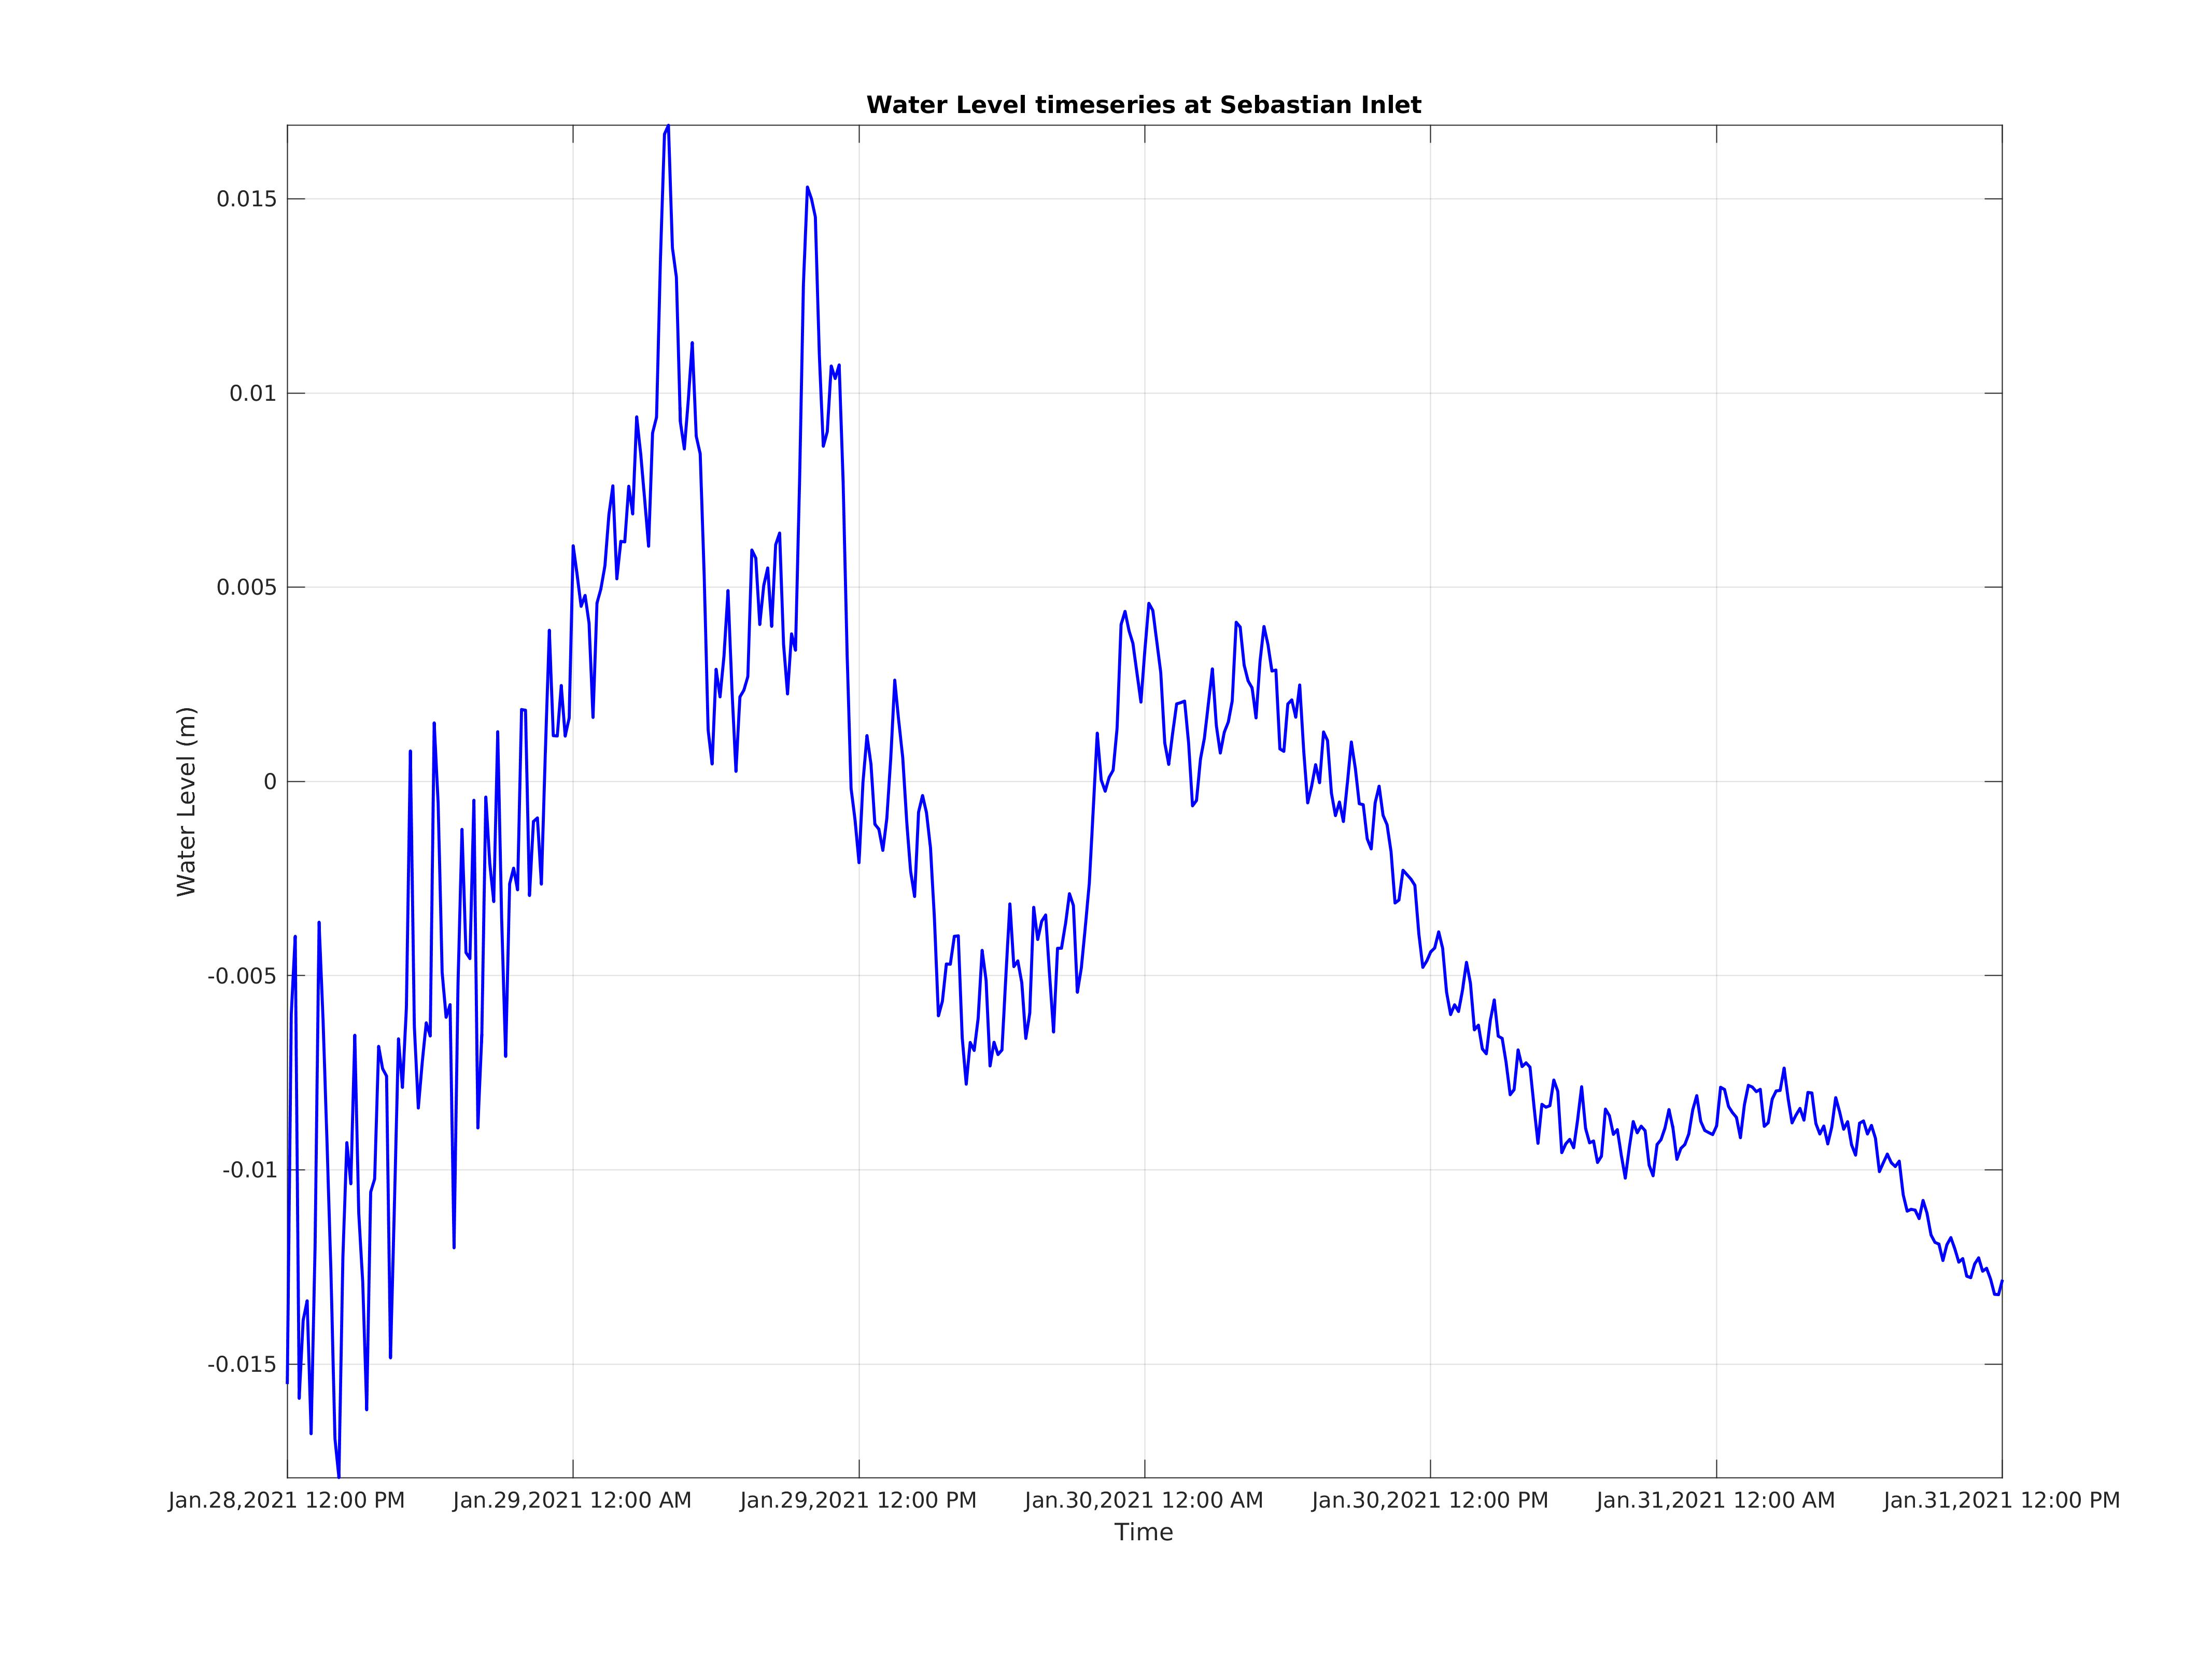 Water Level timeseries at Sebastian Inlet
0.015
0.01
0.005
0
-0.005
-0.01
-0.015
Water Level (m)
Jan.28,2021 12:00 PM
Jan.29,2021 12:00 AM
Jan.29,2021 12:00 PM
Jan.30,2021 12:00 AM
Jan.30,2021 12:00 PM
Jan.31,2021 12:00 AM
Jan.31,2021 12:00 PM
Time